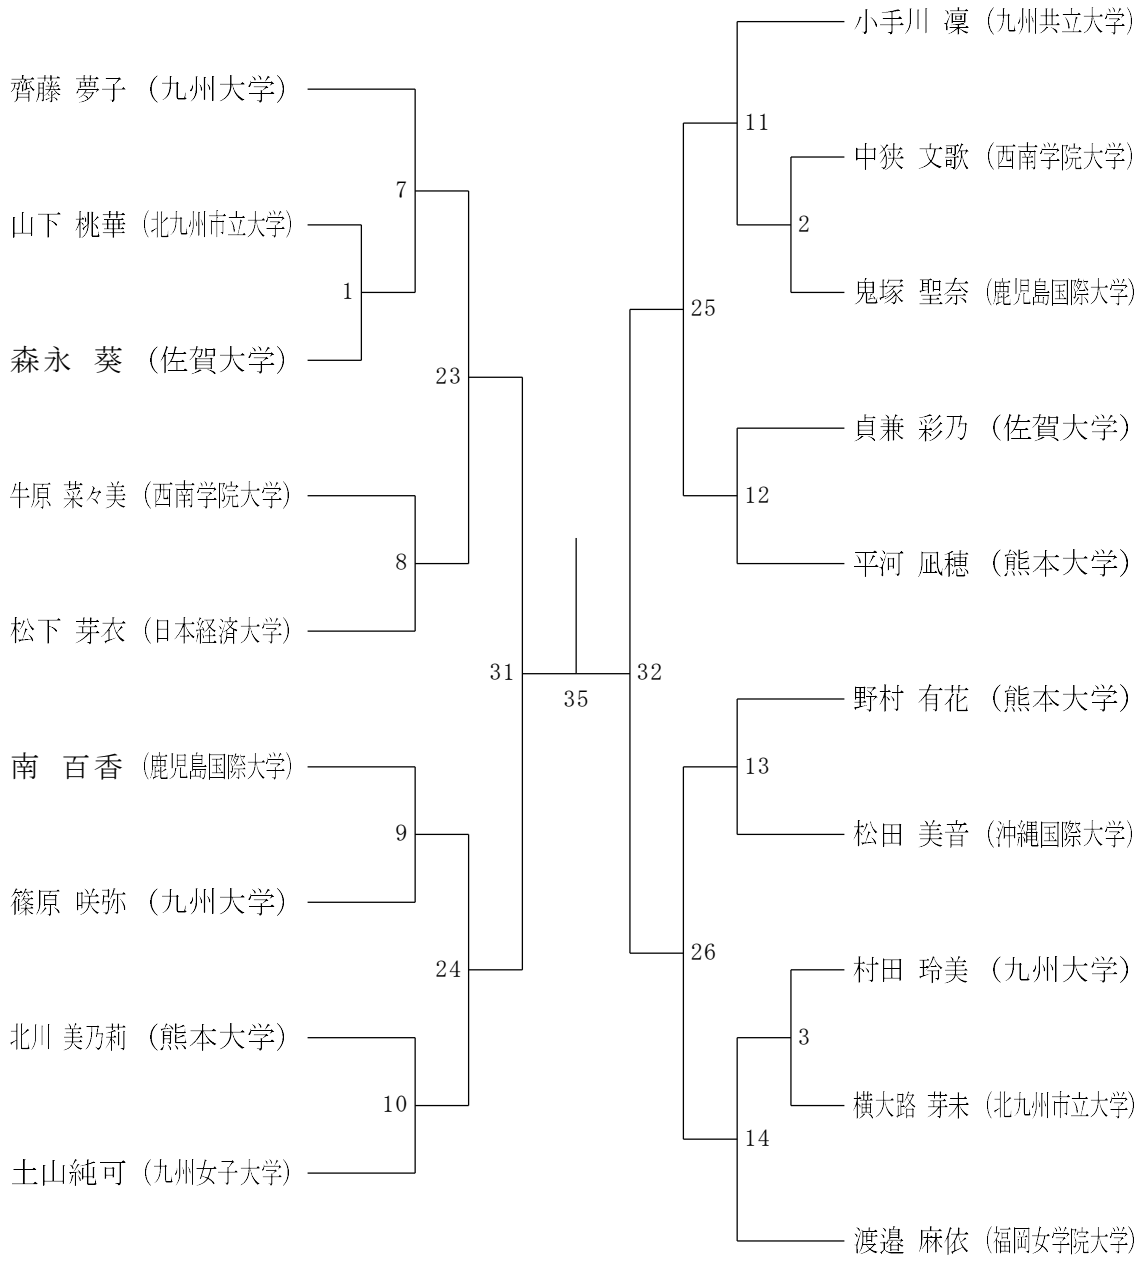 齊藤 夢子 (九州大学)
山下 桃華 (北九州市立大学)
森永 葵 (佐賀大学)
牛原 菜々美 (西南学院大学)
松下 芽衣 (日本経済大学)
南 百香 (鹿児島国際大学)
篠原 咲弥 (九州大学)
北川 美乃莉 (熊本大学)
土山純可 (九州女子大学)
7
1
23
8
31
9
24
10
35
小手川 凜 (九州共立大学)
中狭 文歌 (西南学院大学)
鬼塚 聖奈 (鹿児島国際大学)
貞兼 彩乃 (佐賀大学)
平河 凪穂 (熊本大学)
野村 有花 (熊本大学)
松田 美音 (沖縄国際大学)
村田 玲美 (九州大学)
横大路 芽未 (北九州市立大学)
渡邉 麻依 (福岡女学院大学)
11
2
25
12
32
13
26
3
14